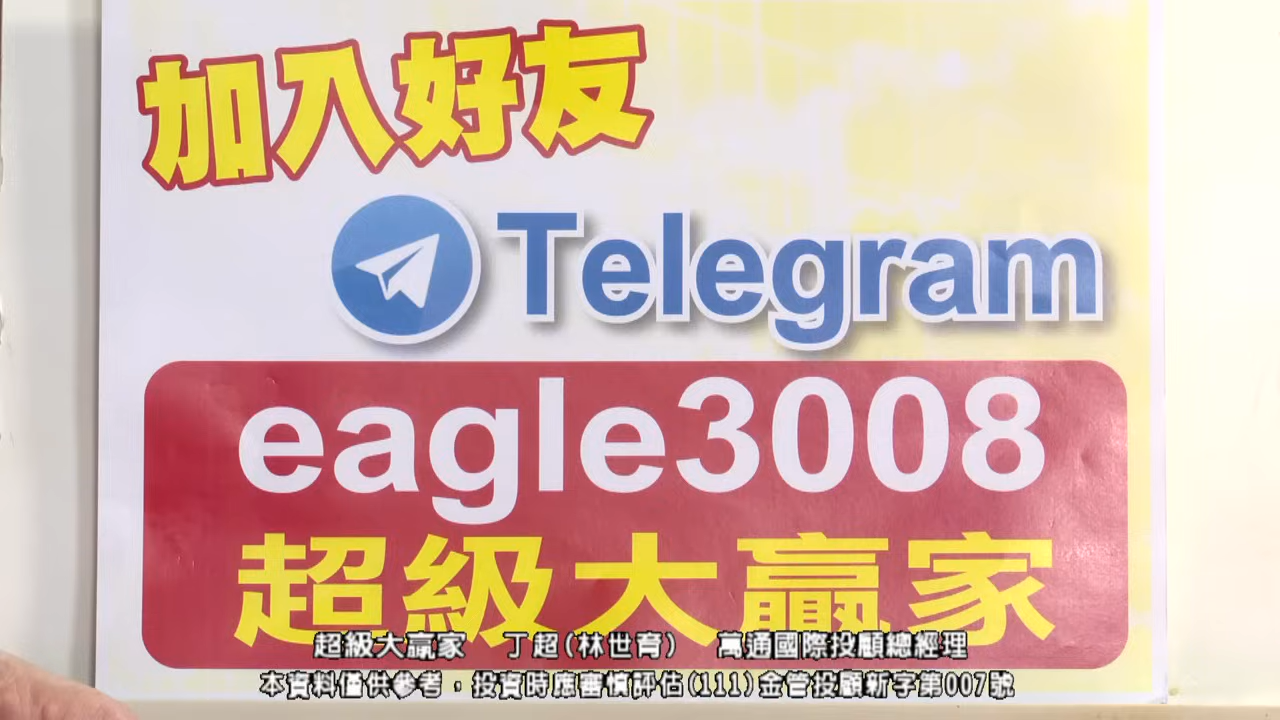 加入好友
Telegram
eagle3008
超級大贏家
超級大贏家 丁超(林世育) 萬通國際投顧總經理
本資料僅供參考，投資時應審慎評估(111)金管投顧新字第007號